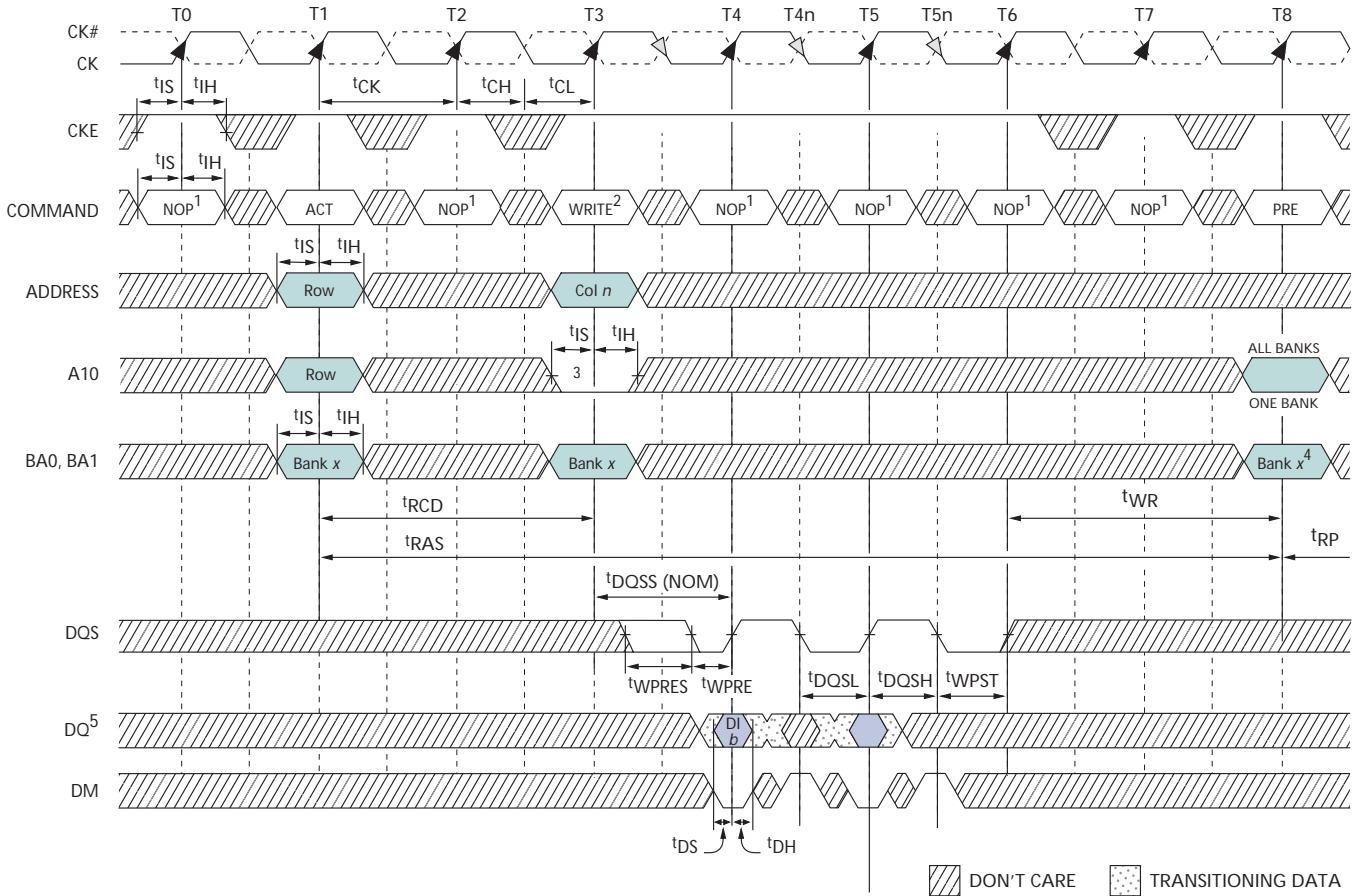 T0 T1 T2 T3 T4 T4n T5 T5n T6 T7 T8
CK#
CK
tIS tIH tCK tCH tCL
CKE
tIS tIH
COMMAND NOP1 ACT NOP1 WRITE2 NOP1 NOP1 NOP1 NOP1 PRE
tIS tIH
ADDRESS Row Col n
tIS tIH
ALL BANKS
A10 Row 3
ONE BANK
tIS tIH
BA0, BA1 Bank x Bank x Bank x4
tRCD tWR
tRAS tRP
tDQSS (NOM)
DQS
tWPRES tWPRE tDQSL tDQSH tWPST
DQ5 DI
b
DM
tDS tDH
DON'T CARE TRANSITIONING DATA